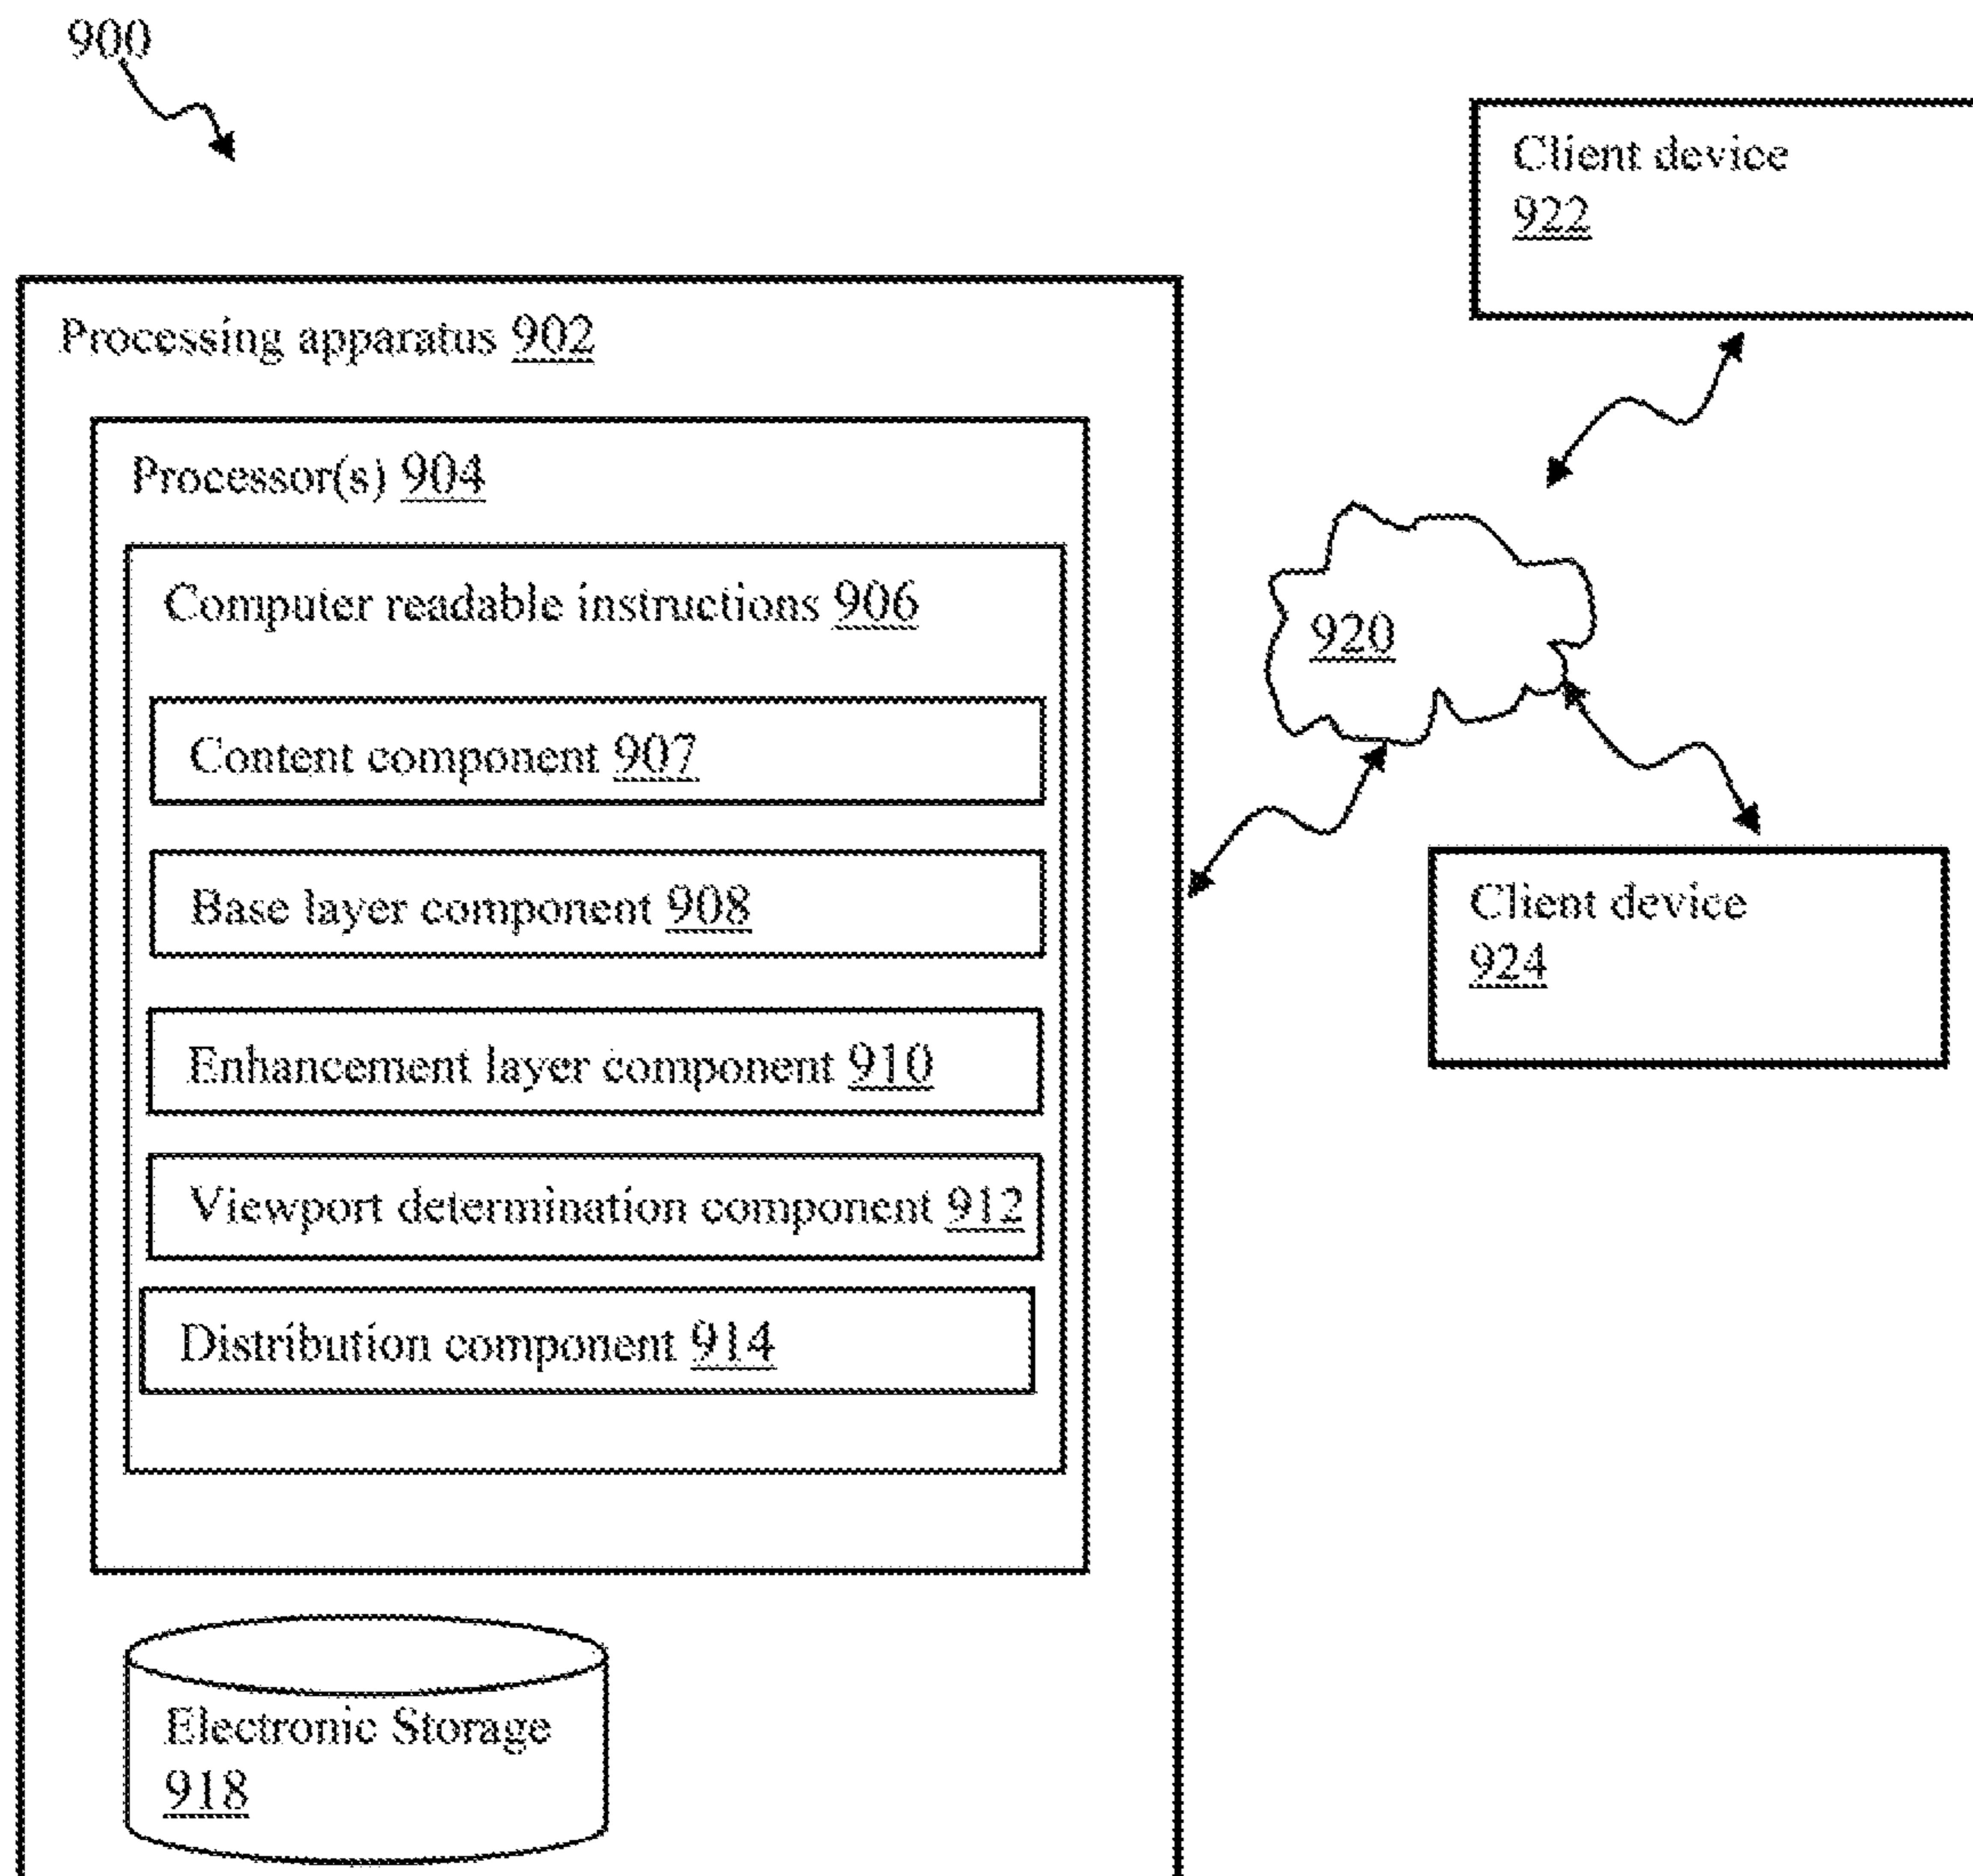 900
Client device
922
Processing apparatus 902
Processor(s) 904
Computer readable instructions 906
920
Content component 907
Base layer component 908
Client device
924
Enhancement layer component 910
Viewport determination component 912
Distribution component 914
Electronic Storage
918